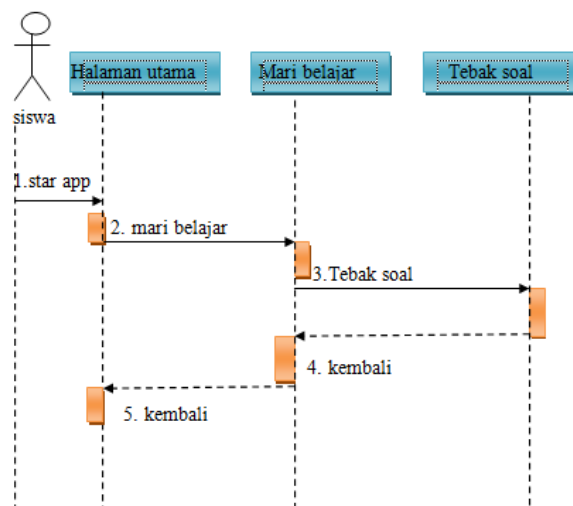 Halaman utama
Mari belajar
Tebak soal
siswa
1.star app
2. mari belajar
3.Tebak soal
4. kembali
5. kembali